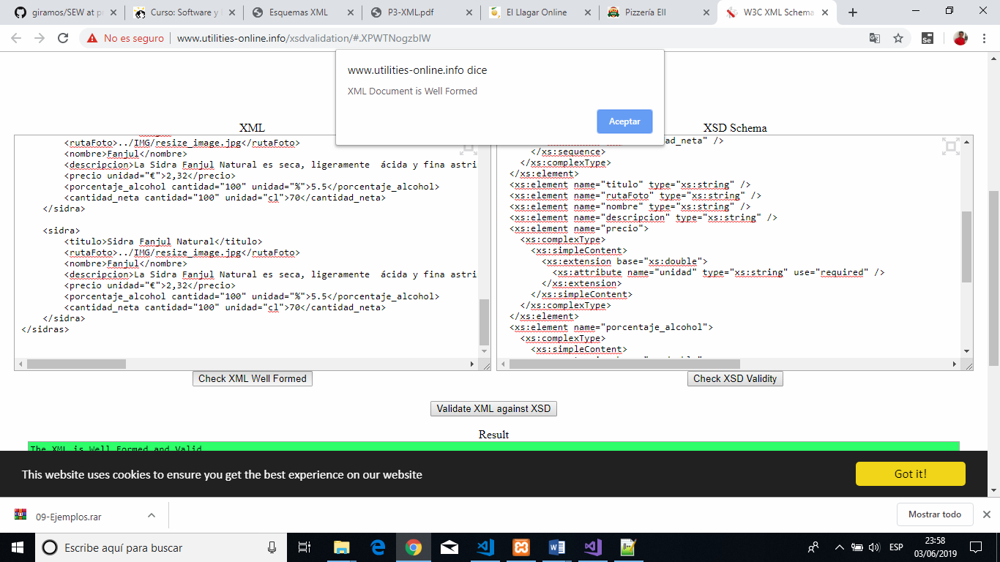 giramos/SEW at p
Curso: Software y
Esquemas XML
P3-XML.pdf
El Llagar Online
Pizzería Ell
W3C XML Schema
No es seguro
www.utilities-online.info/xsdvalidation/#.XPWTNogzbIW
www.utilities-online.info dice
XML Document is Well Formed
Aceptar
XML
<rutaFoto>../IMG/resize_image.jpg</rutaFoto>
<nombre>Fanjul</nombre>
<descripcion>La Sidra Fanjul Natural es seca, ligeramente  ácida y fina astri
<precio unidad="€">2,32</precio>
<porcentaje_alcohol cantidad="100" unidad="%">5.5</porcentaje_alcohol>
<cantidad_neta cantidad="100" unidad="cl">70</cantidad_neta>
</sidra>
<sidra>
<titulo>Sidra Fanjul Natural</titulo>
<rutaFoto>../IMG/resize_image.jpg</rutaFoto>
<nombre>Fanjul</nombre>
<descripcion>La Sidra Fanjul Natural es seca, ligeramente  ácida y fina astri
<precio unidad="€">2,32</precio>
<porcentaje_alcohol cantidad="100" unidad="%">5.5</porcentaje_alcohol>
<cantidad_neta cantidad="100" unidad="cl">70</cantidad_neta>
</sidra>
</sidras>
Check XML Well Formed
XSD Schema
ad_neta" />
</xs:sequence>
</xs:complexType>
</xs:element>
<xs:element name="titulo" type="xs:string" />
<xs:element name="rutaFoto" type="xs:string" />
<xs:element name="nombre" type="xs:string" />
<xs:element name="descripcion" type="xs:string" />
<xs:element name="precio">
<xs:complexType>
<xs:simpleContent>
<xs:extension base="xs:double">
<xs:attribute name="unidad" type="xs:string" use="required" />
</xs:extension>
</xs:simpleContent>
</xs:complexType>
</xs:element>
<xs:element name="porcentaje_alcohol">
<xs:complexType>
<xs:simpleContent>
Check XSD Validity
Validate XML against XSD
Result
The XML is Well Formed and Valid
This website uses cookies to ensure you get the best experience on our website
Got it!
09-Ejemplos.rar
Mostrar todo
Escribe aquí para buscar
ESP
23:58
03/06/2019